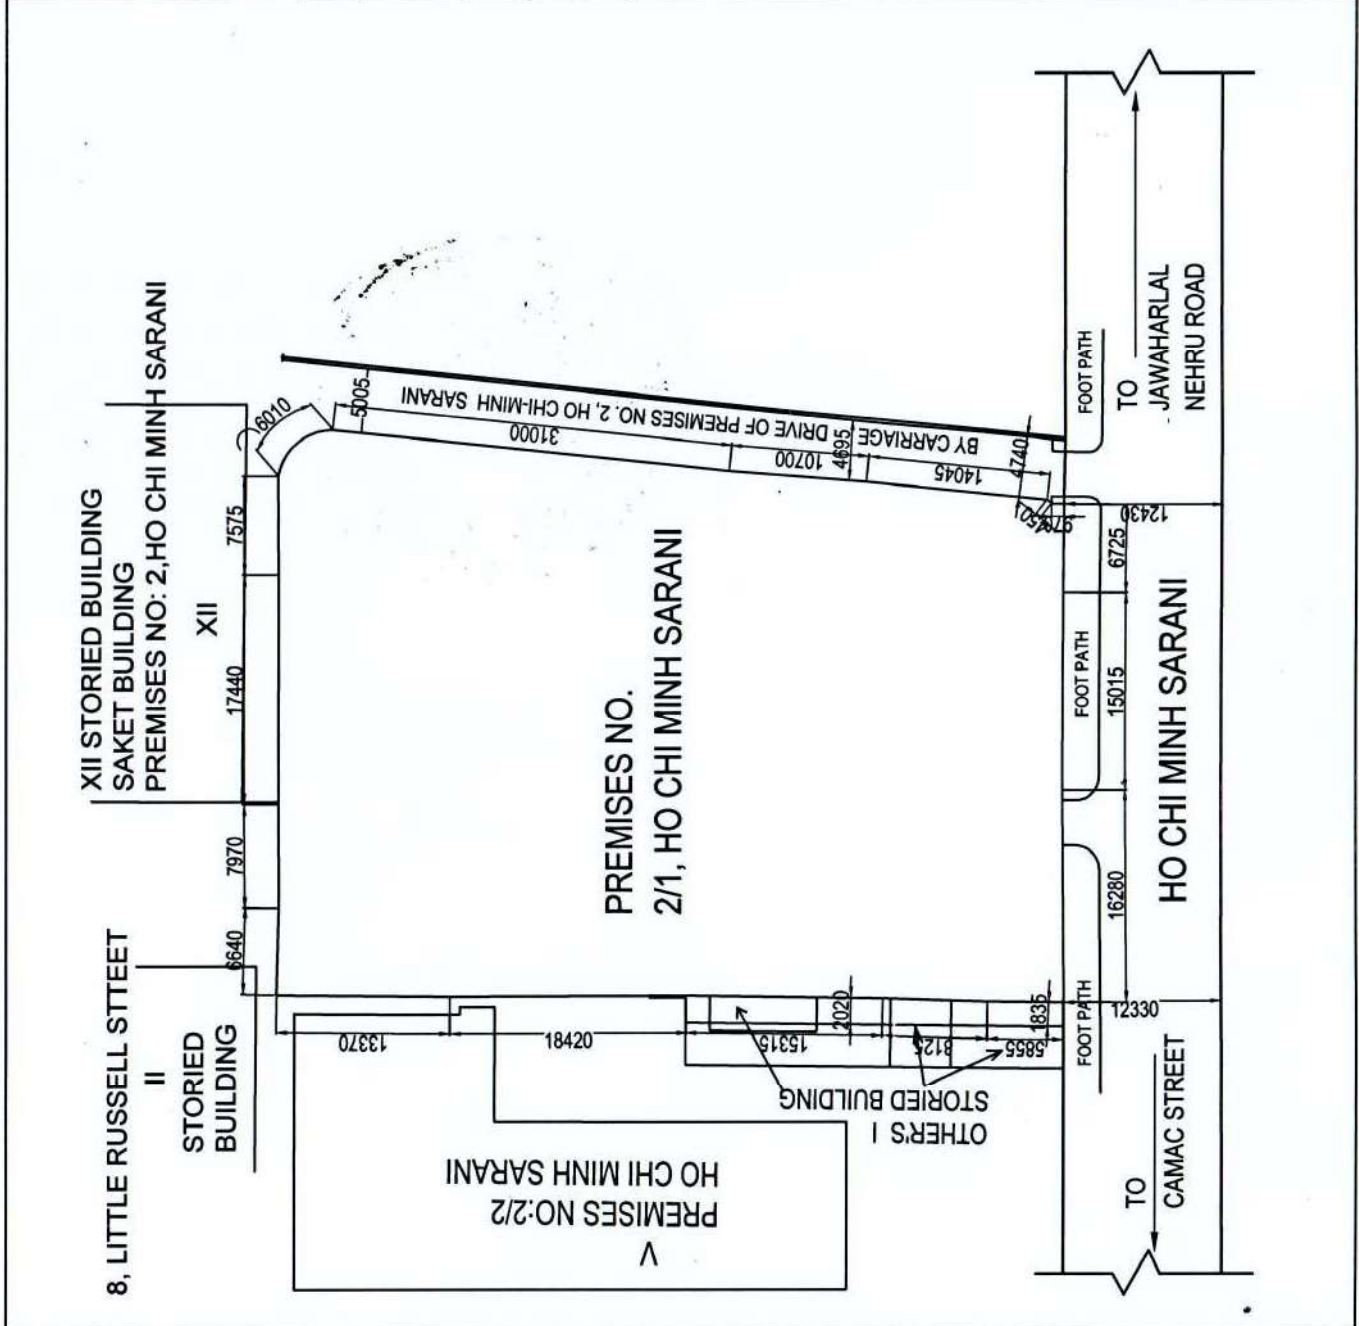 XII STORIED BUILDING
SAKET BUILDING
PREMISES NO: 2,HO CHI MINH SARANI
XII
8, LITTLE RUSSELL STTEET
II
STORIED
BUILDING
6640
7970
17440
7575
6010
5005
31000
10700
4695
14045
4740
BY CARRIAGE DRIVE OF PREMISES NO. 2, HO CHI-MINH SARANI
PREMISES NO.
2/1, HO CHI MINH SARANI
13370
18420
15315
2020
8125
5855
1835
OTHER'S I
STORIED BUILDING
V
PREMISES NO:2/2
HO CHI MINH SARANI
FOOT PATH
FOOT PATH
FOOT PATH
12330
16280
15015
6725
12430
HO CHI MINH SARANI
TO
CAMAC STREET
TO
JAWAHARLAL
NEHRU ROAD